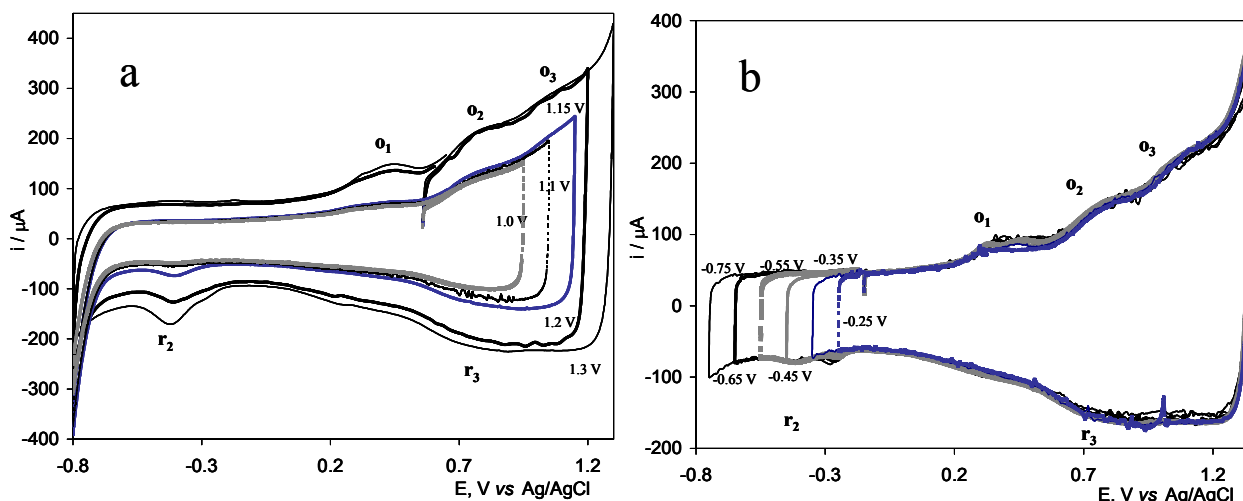 a
400
300
200
100
0
-100
-200
-300
-400
i / µA
-0.8
-0.3
0.2
0.7
1.2
E, V vs Ag/AgCl
o1
o2
o3
1.15 V
1.1 V
1.0 V
1.2 V
1.3 V
r2
r3
b
400
300
200
100
0
-100
-200
i / µA
-0.8
-0.3
0.2
0.7
1.2
E, V vs Ag/AgCl
o1
o2
o3
-0.75 V
-0.55 V
-0.35 V
-0.25 V
-0.65 V
-0.45 V
r2
r3